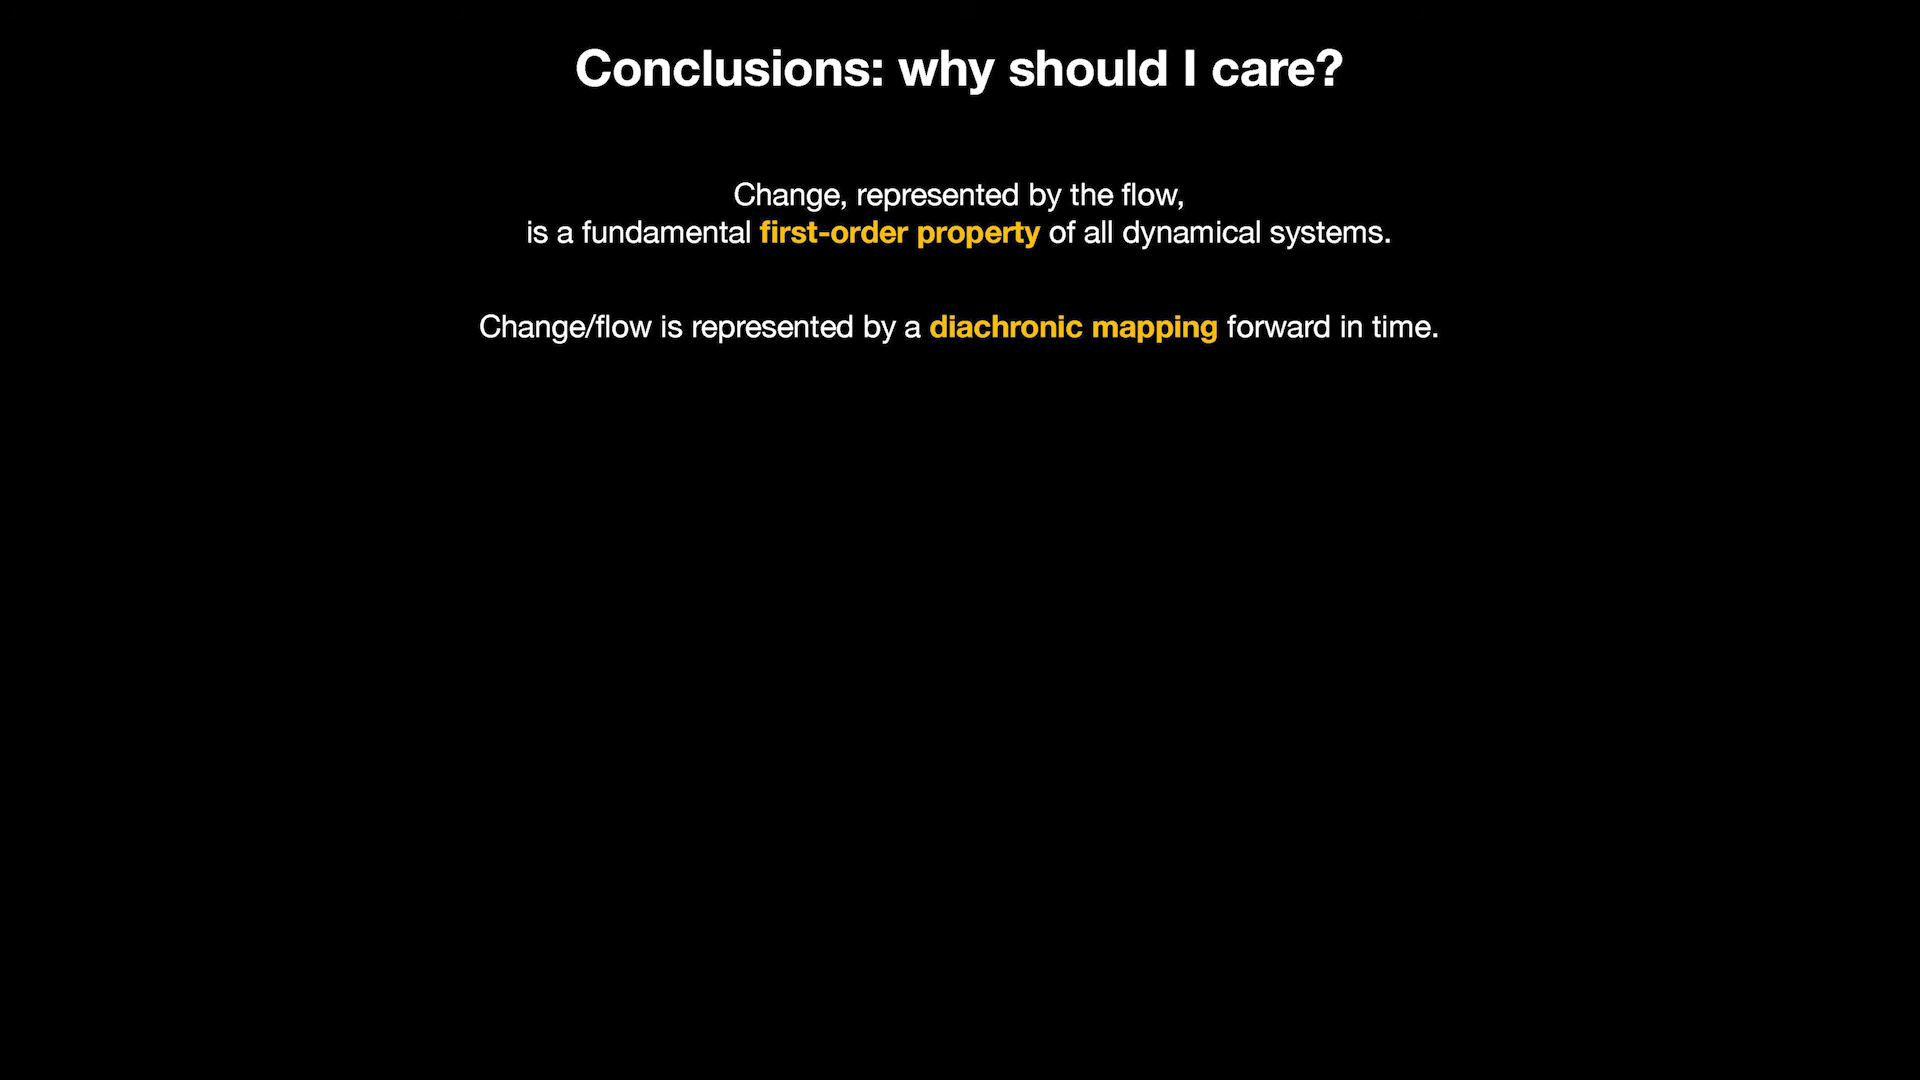 Conclusions: why should I care?
Change, represented by the flow,
is a fundamental first-order property of all dynamical systems.
Change/flow is represented by a diachronic mapping forward in time.